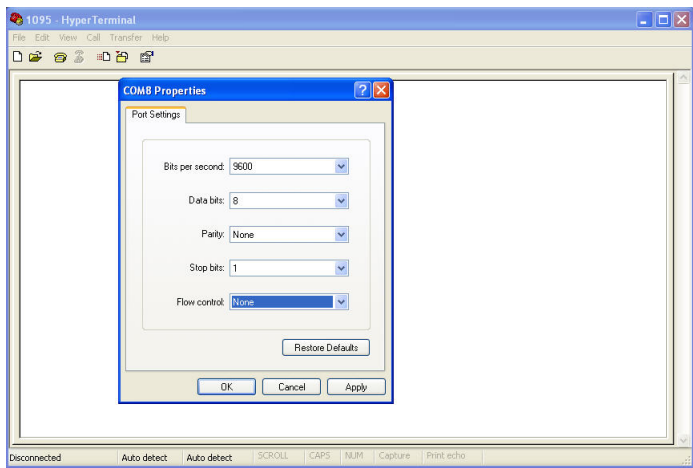 1095 - HyperTerminal
File Edit View Call Transfer Help
COM8 Properties
Port Settings
Bits per second: 9600
Data bits: 8
Parity: None
Stop bits: 1
Flow control: None
Restore Defaults
OK Cancel Apply
Disconnected Auto detect Auto detect SCROLL CAPS NUM Capture Print echo